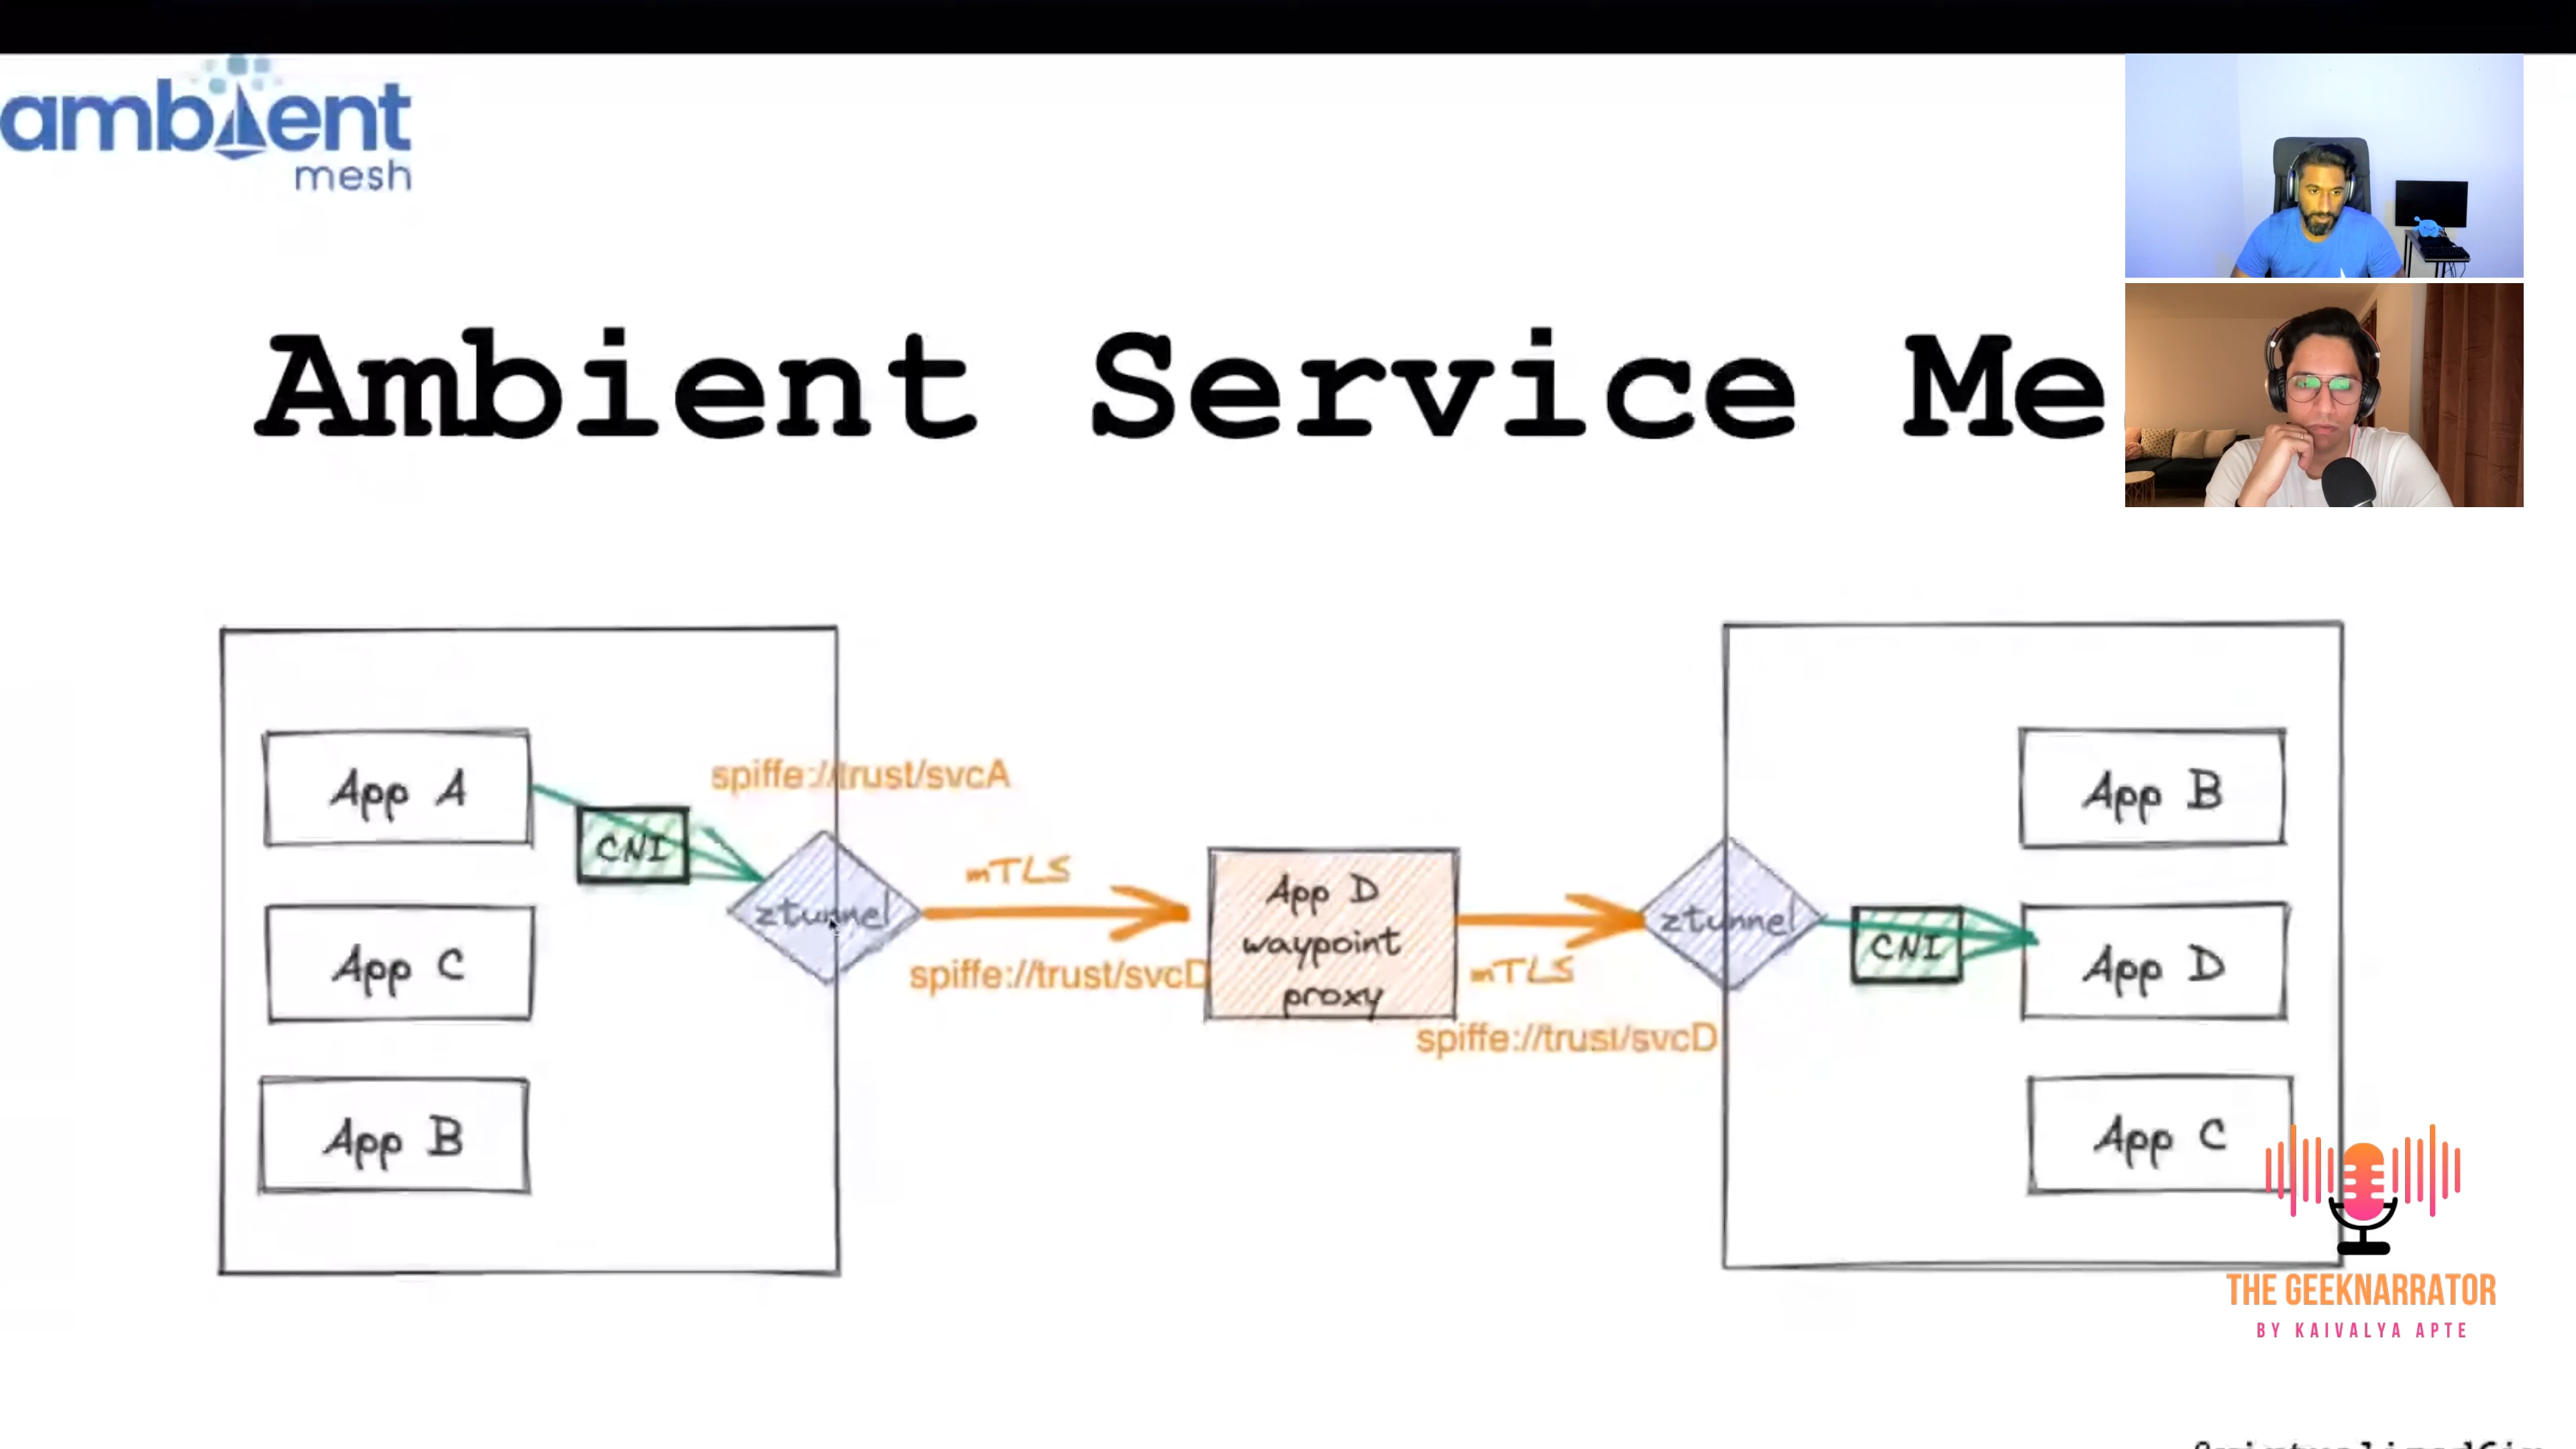 ambient
mesh
Ambient Service Me
App A
CNI
spiffe://trust/svcA
ztunnel
mTLS
spiffe://trust/svcD
App C
App B
App D
waypoint
proxy
mTLS
spiffe://trust/svcD
ztunnel
CNI
App B
App D
App C
THE GEEKNARRATOR
BY KAIVALYA APTE